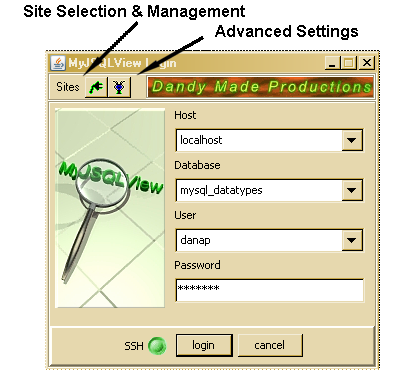 Site Selection & Management
Advanced Settings
MyJSQLView Login
Sites
Dandy Made Productions
Host
localhost
Database
mysql_datatypes
MyJSQLView
User
danap
Password
*******
SSH
login
cancel